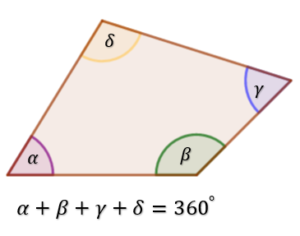 δ
γ
α
β
α + β + γ + δ = 360°